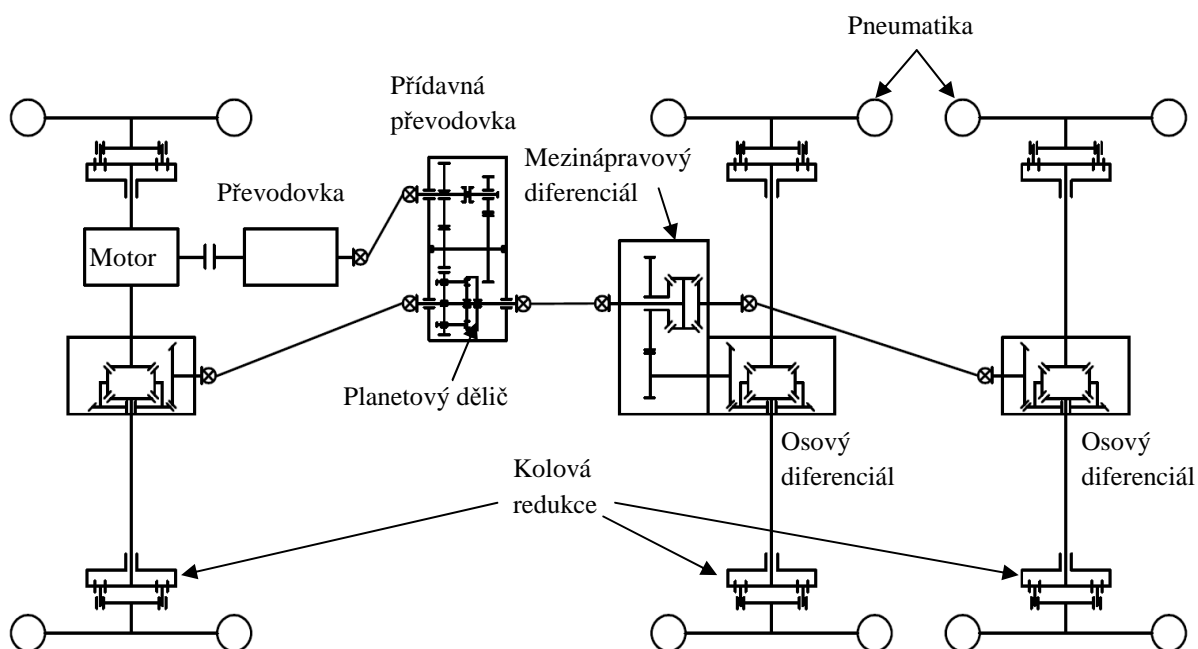 Pneumatika
Přídavná
převodovka
Mezinápravový
diferenciál
Převodovka
Motor
Planetový dělič
Osový
diferenciál
Osový
diferenciál
Kolová
redukce